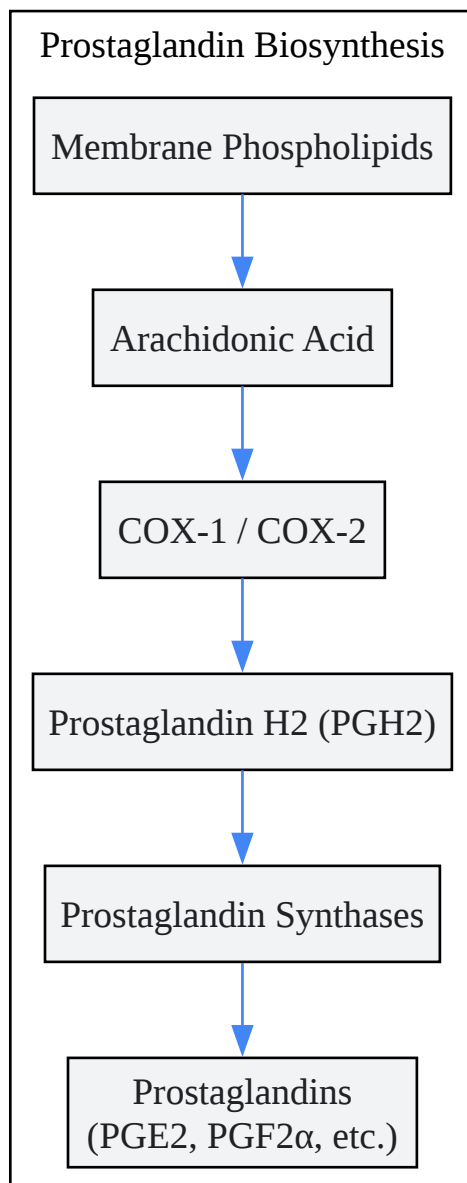 Prostaglandin Biosynthesis
Membrane Phospholipids
Arachidonic Acid
COX-1 / COX-2
Prostaglandin H2 (PGH2)
Prostaglandin Synthases
Prostaglandins
(PGE2, PGF2α, etc.)